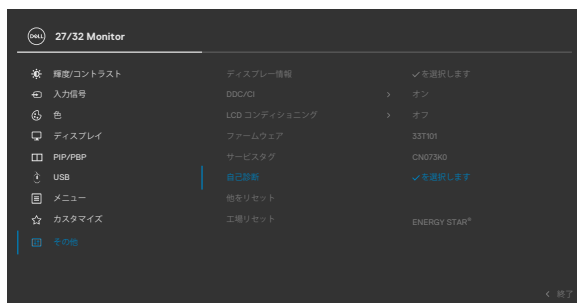 DELL 27/32 Monitor
輝度/コントラスト ディスプレー情報 ✓を選択します
入力信号 DDC/CI > オン
色 LCD コンディショニング > オフ
ディスプレイ ファームウェア 33T101
PIP/PBP サービスタグ CN073K0
USB 自己診断 ✓を選択します
メニュー 他をリセット
カスタマイズ 工場リセット ENERGY STAR®
その他
< 終了